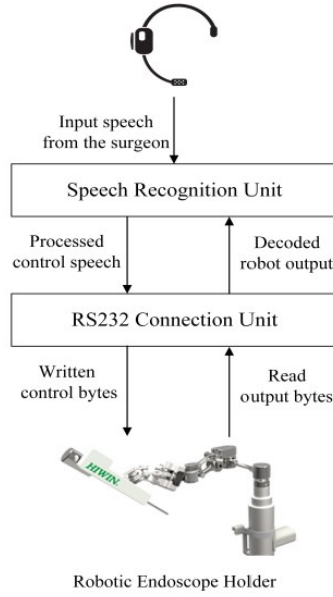 Input speech
from the surgeon
Speech Recognition Unit
Processed
control speech
Decoded
robot output
RS232 Connection Unit
Written
control bytes
Read
output bytes
HIWIN.
Robotic Endoscope Holder